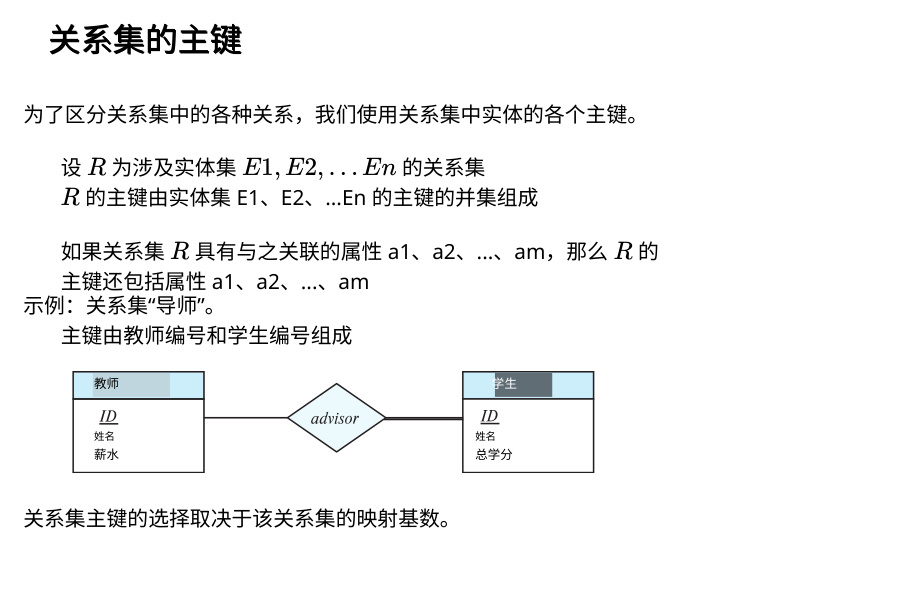 关系集的主键
为了区分关系集中的各种关系，我们使用关系集中实体的各个主键。
设 R 为涉及实体集 E1, E2, ... En 的关系集
R 的主键由实体集 E1、E2、...En 的主键的并集组成
如果关系集 R 具有与之关联的属性 a1、a2、...、am，那么 R 的
主键还包括属性 a1、a2、...、am
示例：关系集“导师”。
主键由教师编号和学生编号组成
教师
ID
姓名
薪水
advisor
学生
ID
姓名
总学分
关系集主键的选择取决于该关系集的映射基数。